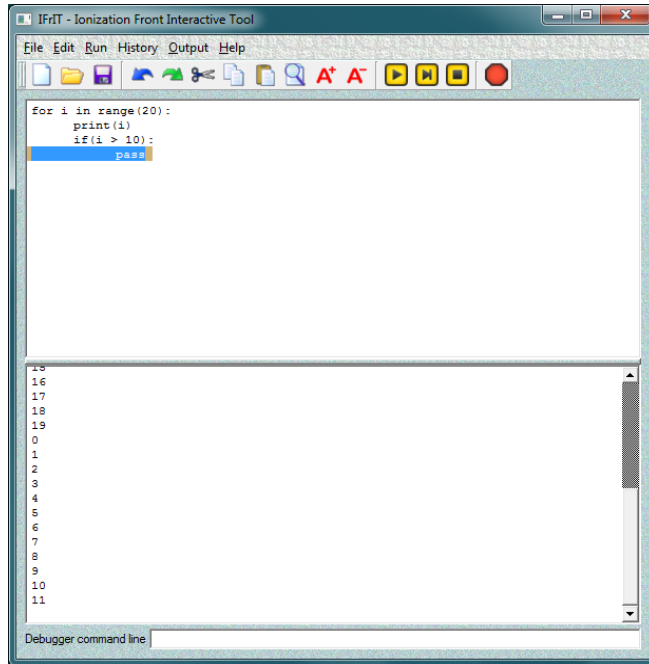 IFrIT - Ionization Front Interactive Tool
File Edit Run History Output Help
A+ A-
for i in range(20):
print(i)
if(i > 10):
pass
15
16
17
18
19
0
1
2
3
4
5
6
7
8
9
10
11
Debugger command line